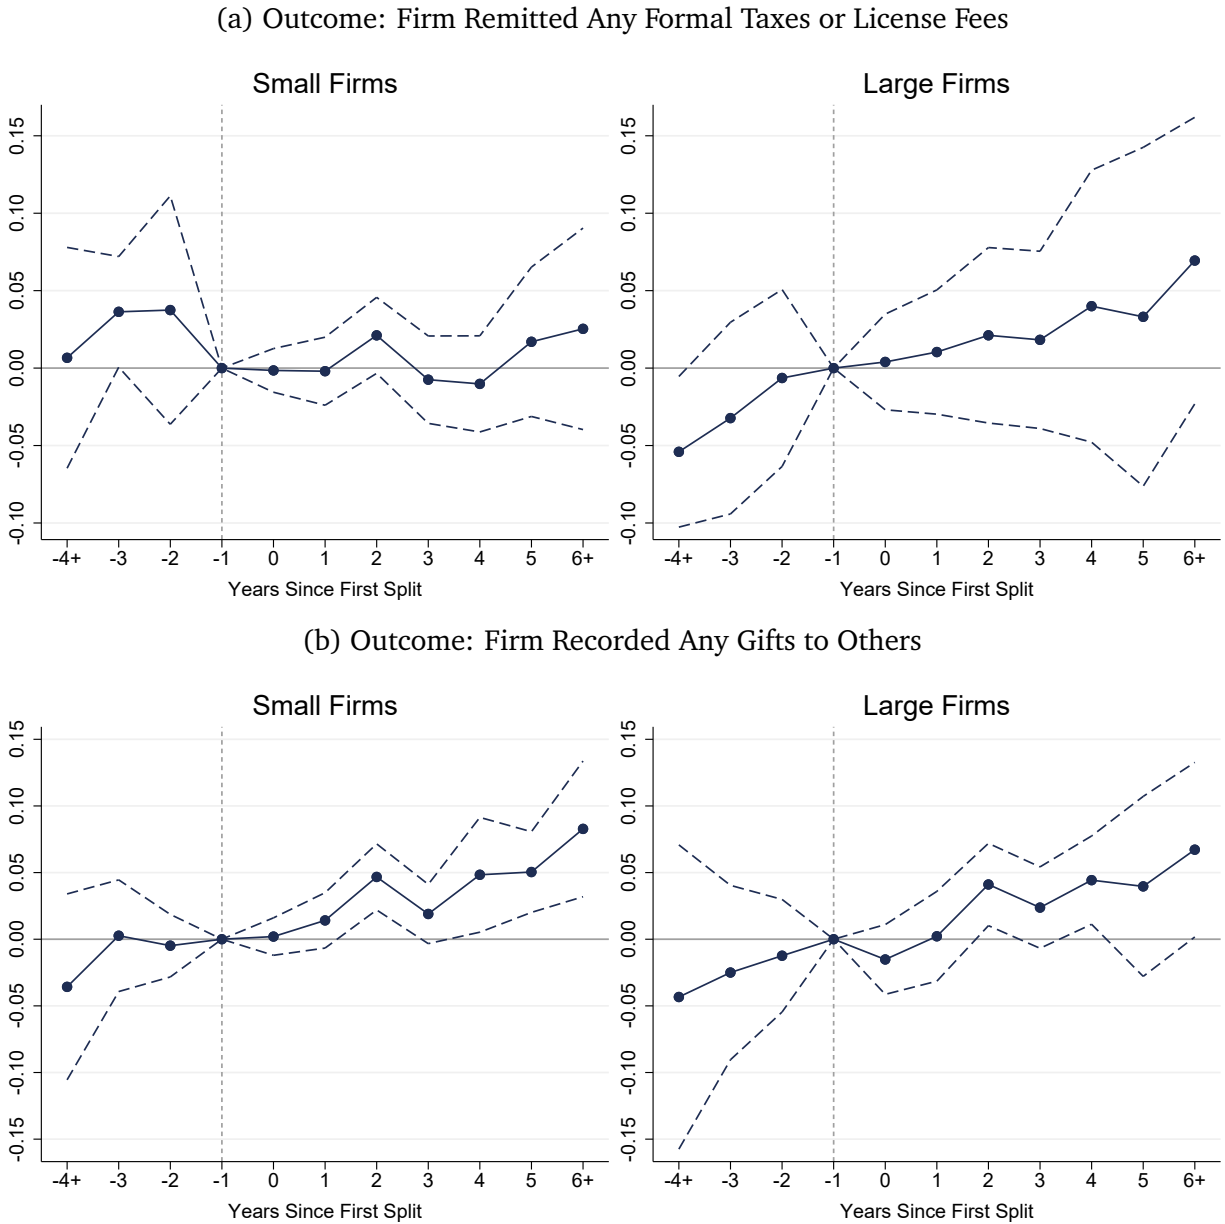 (a) Outcome: Firm Remitted Any Formal Taxes or License Fees
Small Firms
0.15
0.10
0.05
0.00
-0.05
-0.10
-4+ -3 -2 -1 0 1 2 3 4 5 6+
Years Since First Split
Large Firms
0.15
0.10
0.05
0.00
-0.05
-0.10
-4+ -3 -2 -1 0 1 2 3 4 5 6+
Years Since First Split
(b) Outcome: Firm Recorded Any Gifts to Others
Small Firms
0.15
0.10
0.05
0.00
-0.05
-0.10
-0.15
-4+ -3 -2 -1 0 1 2 3 4 5 6+
Years Since First Split
Large Firms
0.15
0.10
0.05
0.00
-0.05
-0.10
-0.15
-4+ -3 -2 -1 0 1 2 3 4 5 6+
Years Since First Split